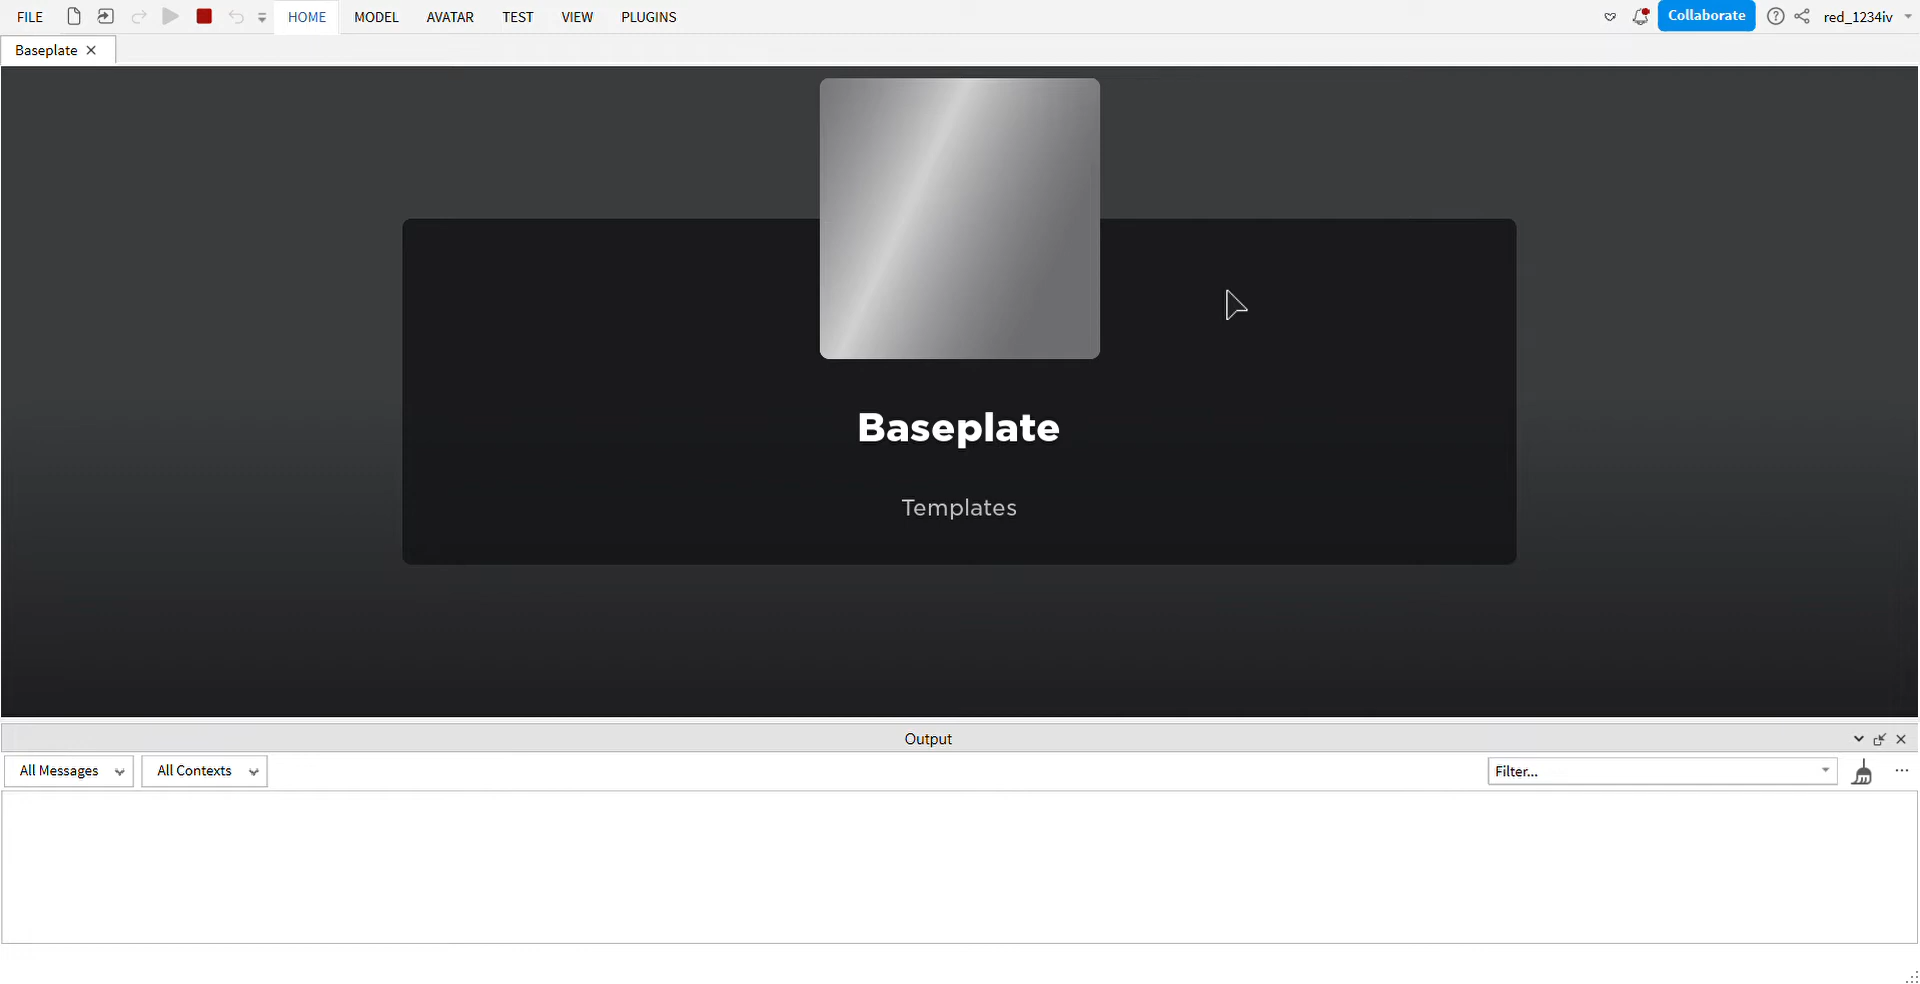 FILE HOME MODEL AVATAR TEST VIEW PLUGINS Collaborate red_1234iv
Baseplate
Baseplate
Templates
Output
All Messages All Contexts Filter...